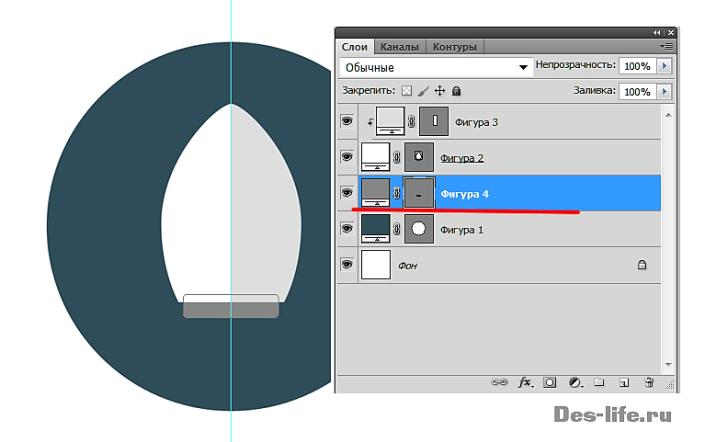 Слои Каналы Контуры
Обычные Непрозрачность: 100%
Закрепить: Заливка: 100%
Фигура 3
Фигура 2
Фигура 4
Фигура 1
Фон
fx
Des-life.ru